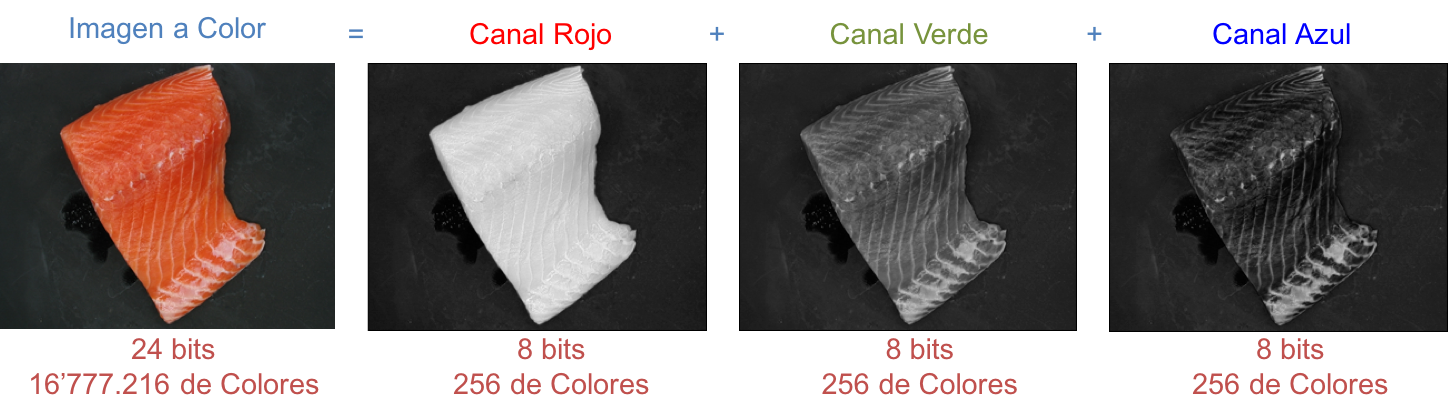 Imagen a Color = Canal Rojo + Canal Verde + Canal Azul
24 bits 8 bits 8 bits 8 bits
16’777.216 de Colores 256 de Colores 256 de Colores 256 de Colores